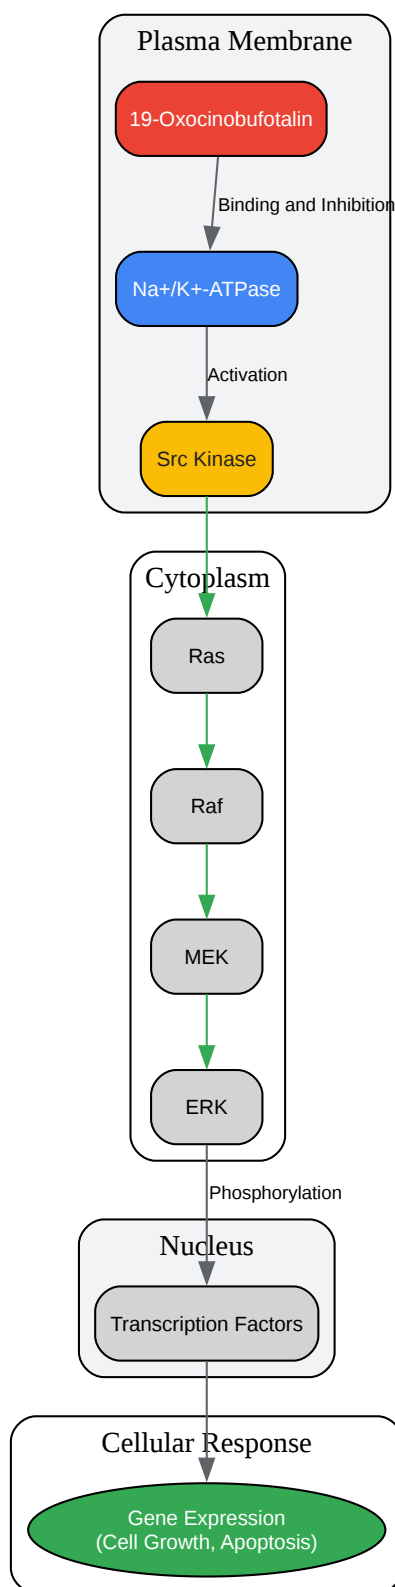 Plasma Membrane
19-Oxocinobufotalin
Binding and Inhibition
Na+/K+-ATPase
Activation
Src Kinase
Cytoplasm
Ras
Raf
MEK
ERK
Phosphorylation
Nucleus
Transcription Factors
Cellular Response
Gene Expression
(Cell Growth, Apoptosis)